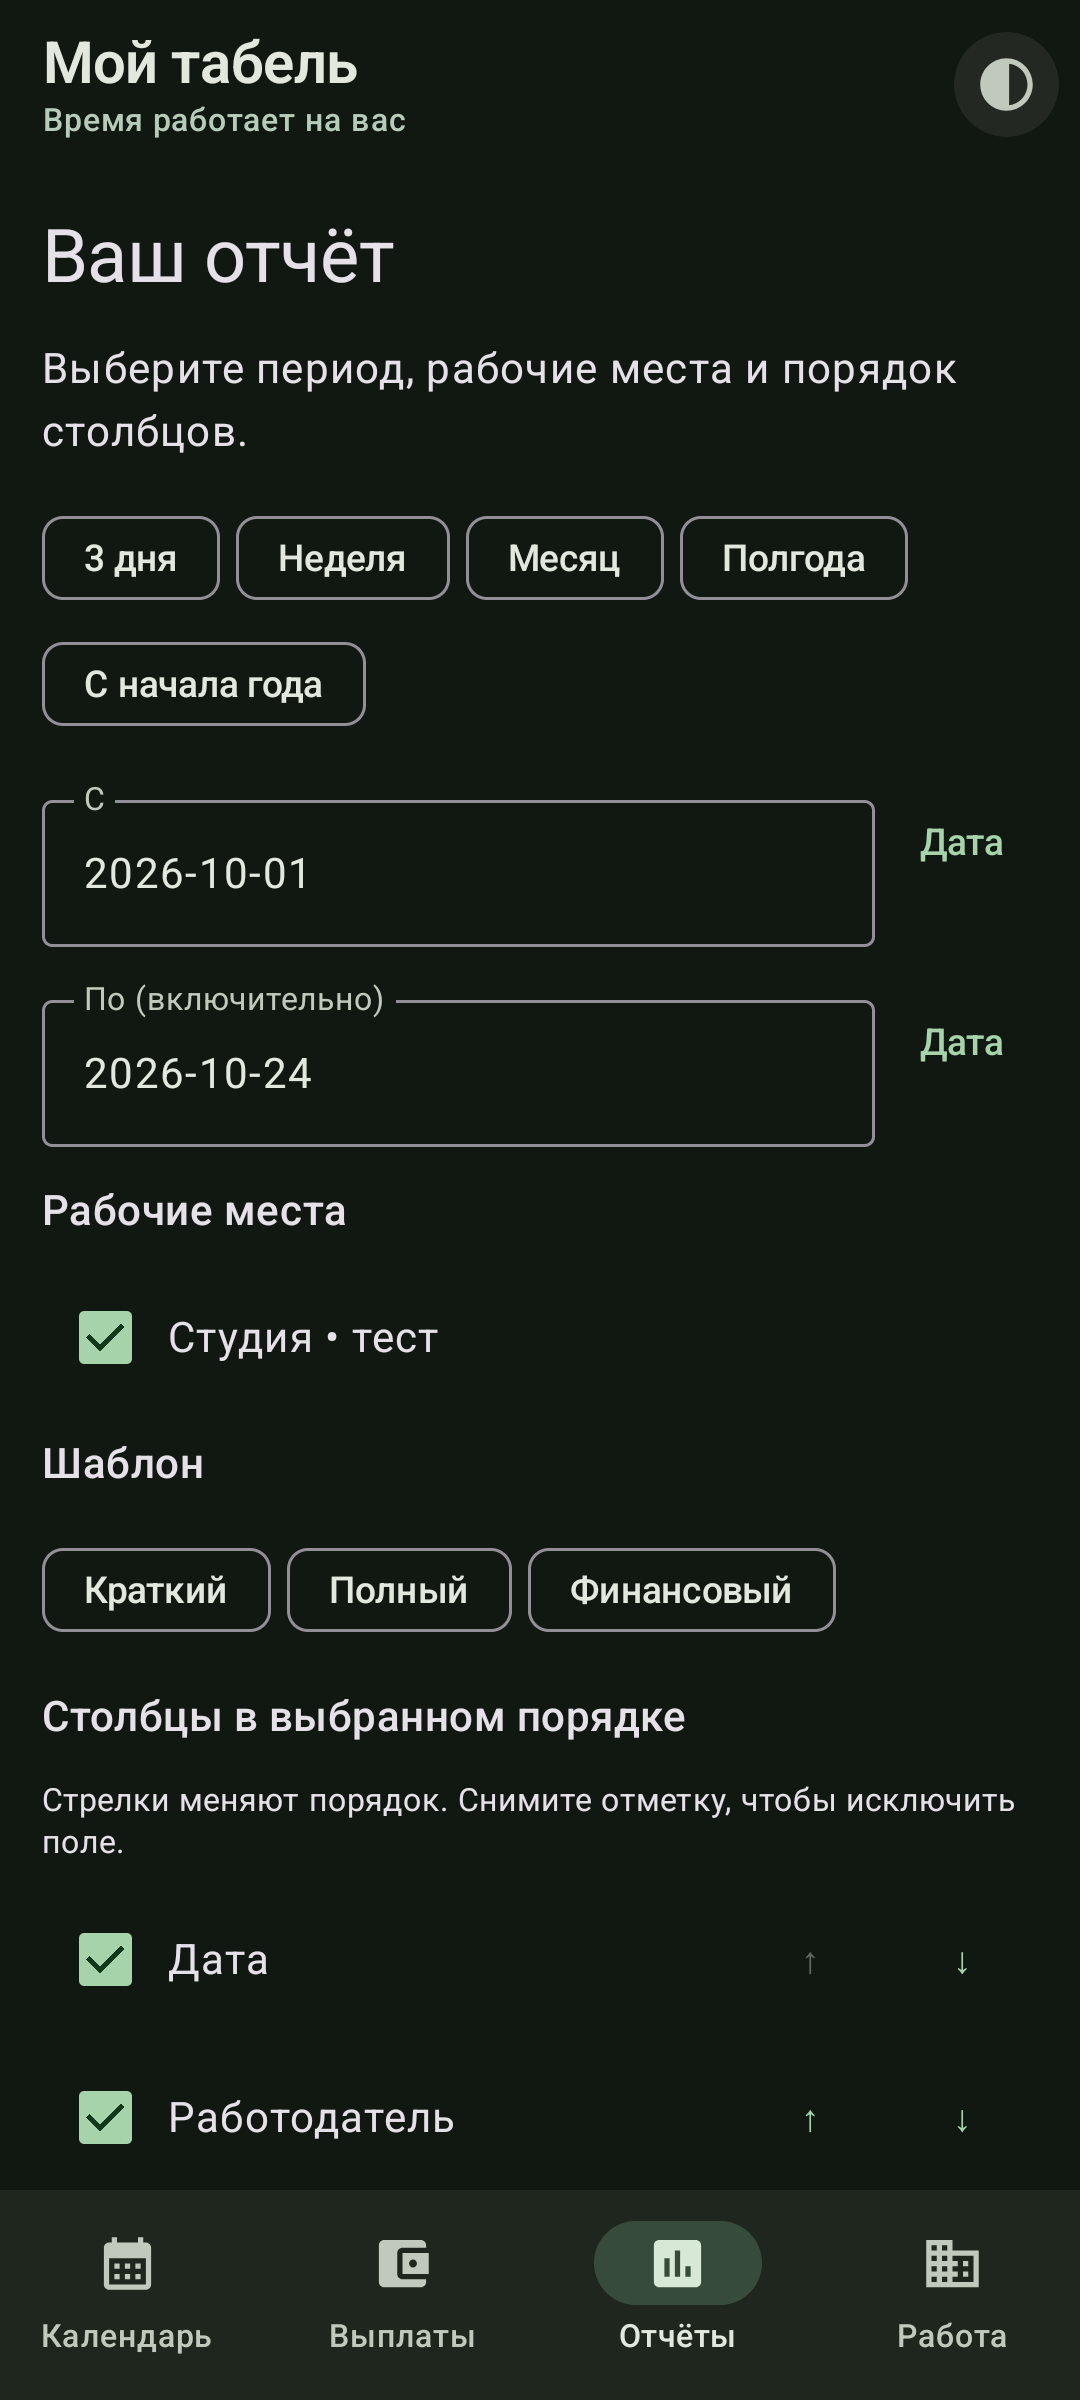 Мой табель
Время работает на вас
Ваш отчёт
Выберите период, рабочие места и порядок
столбцов.
3 дня
Неделя
Месяц
Полгода
С начала года
С
2026-10-01
Дата
По (включительно)
2026-10-24
Дата
Рабочие места
Студия • тест
Шаблон
Краткий
Полный
Финансовый
Столбцы в выбранном порядке
Стрелки меняют порядок. Снимите отметку, чтобы исключить
поле.
Дата ↑ ↓
Работодатель ↑ ↓
Календарь
Выплаты
Отчёты
Работа